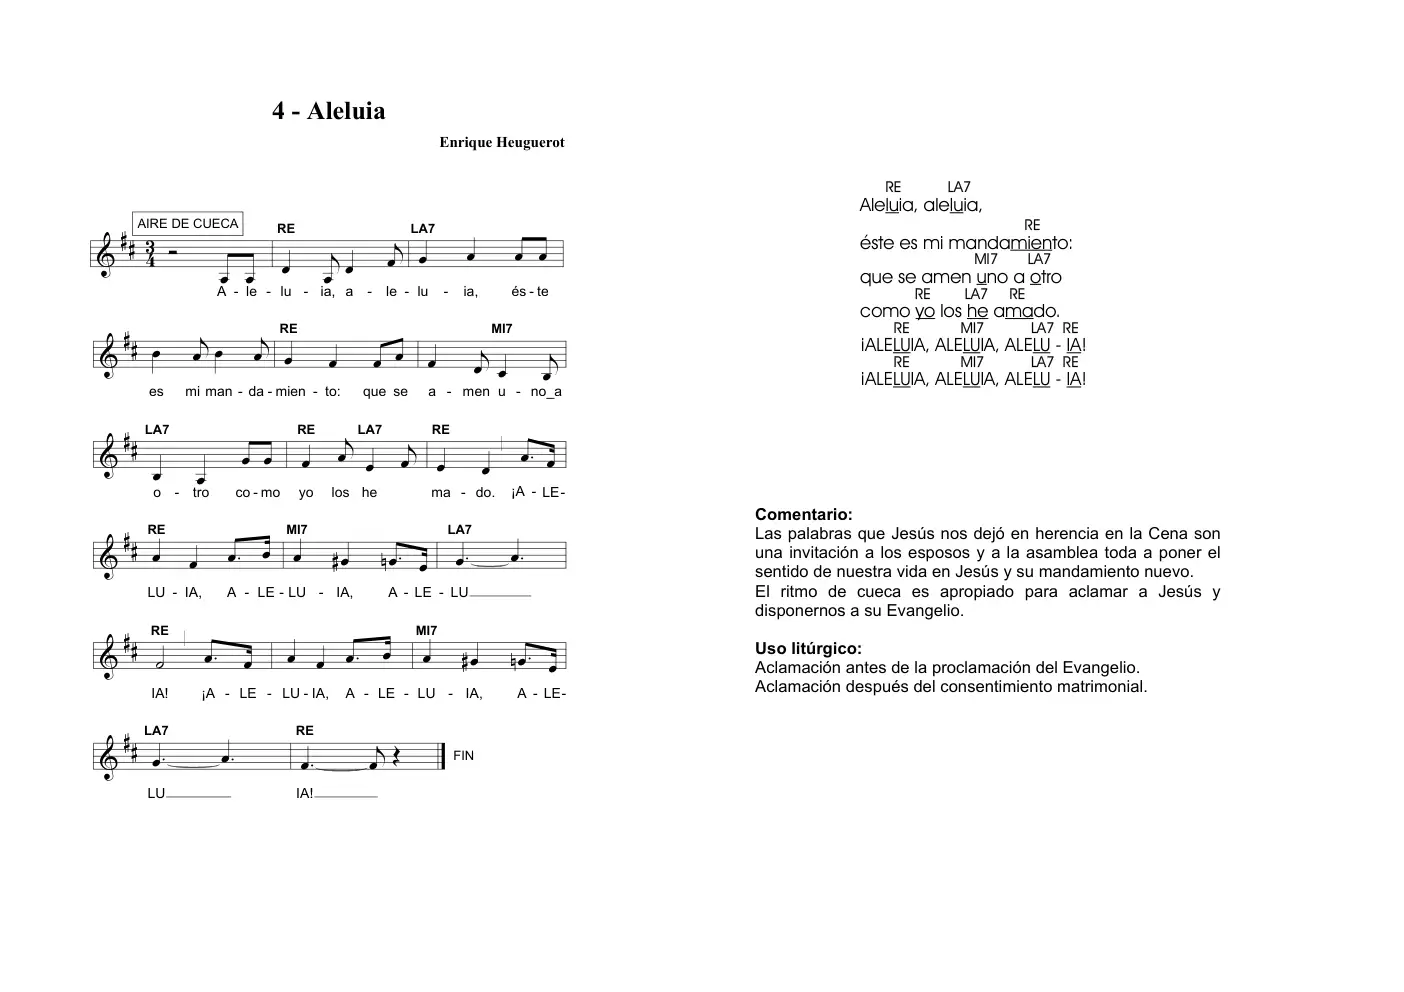 4 - Aleluia
Enrique Heuguerot
AIRE DE CUECA
RE LA7
3
4
A - le - lu - ia, a - le - lu - ia, és - te
RE MI7
es mi man - da - mien - to: que se a - men u - no_a
LA7 RE LA7 RE
o - tro co - mo yo los he ma - do. ¡A - LE-
RE MI7 LA7
LU - IA, A - LE - LU - IA, A - LE - LU
RE MI7
IA! ¡A - LE - LU - IA, A - LE - LU - IA, A - LE-
LA7 RE
FIN
LU IA!
RE LA7
Aleluia, aleluia,
RE
éste es mi mandamiento:
MI7 LA7
que se amen uno a otro
RE LA7 RE
como yo los he amado.
RE MI7 LA7 RE
¡ALELUIA, ALELUIA, ALELU - IA!
RE MI7 LA7 RE
¡ALELUIA, ALELUIA, ALELU - IA!
Comentario:
Las palabras que Jesús nos dejó en herencia en la Cena son
una invitación a los esposos y a la asamblea toda a poner el
sentido de nuestra vida en Jesús y su mandamiento nuevo.
El ritmo de cueca es apropiado para aclamar a Jesús y
disponernos a su Evangelio.
Uso litúrgico:
Aclamación antes de la proclamación del Evangelio.
Aclamación después del consentimiento matrimonial.